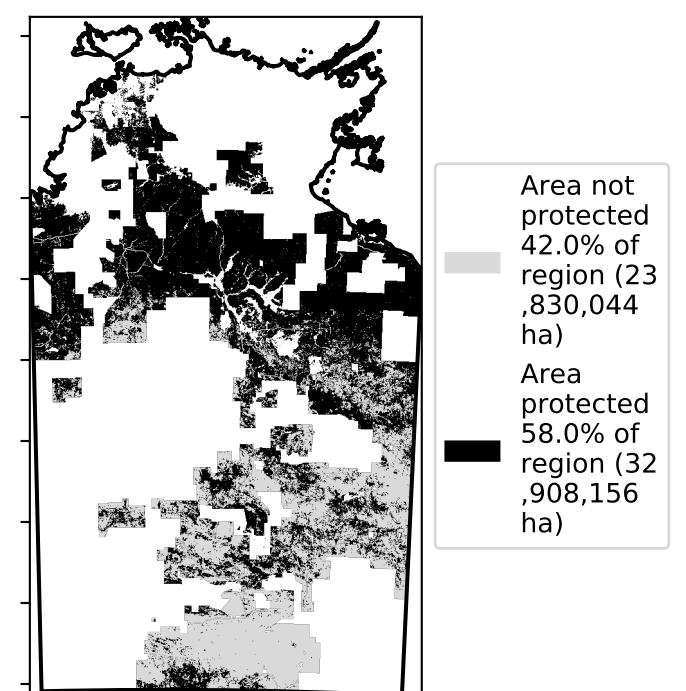 Area not
protected
42.0% of
region (23
,830,044
ha)
Area
protected
58.0% of
region (32
,908,156
ha)